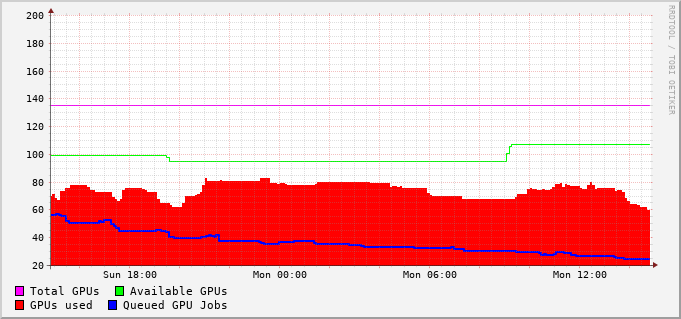 200
180
160
140
120
100
80
60
40
20
Sun 18:00 Mon 00:00 Mon 06:00 Mon 12:00
Total GPUs Available GPUs
GPUs used Queued GPU Jobs
RRDTOOL / TOBI OETIKER